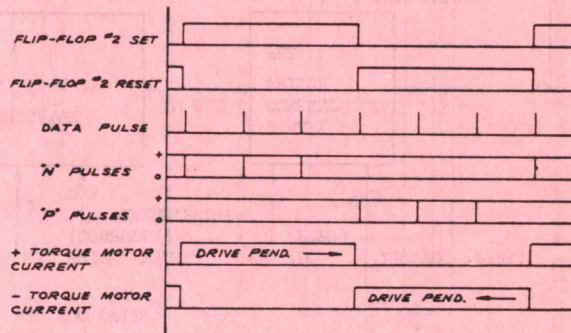 FLIP-FLOP #2 SET
FLIP-FLOP #2 RESET
DATA PULSE
"N" PULSES
+
0
"P" PULSES
+
0
+ TORQUE MOTOR
CURRENT
DRIVE PEND. →
- TORQUE MOTOR
CURRENT
DRIVE PEND. ←